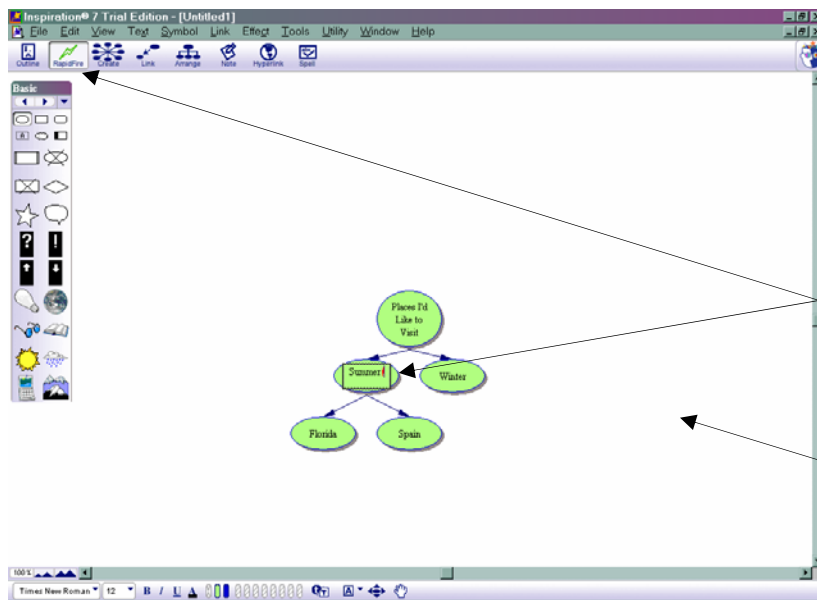 Inspiration® 7 Trial Edition - [Untitled1]
File Edit View Text Symbol Link Effect Tools Utility Window Help
Outline RapidFire Create Link Arrange Note Hyperlink Spell
Basic
? !
Places I'd
Like to
Visit
Summer
Winter
Florida
Spain
100%
Times New Roman 12 B I U A A